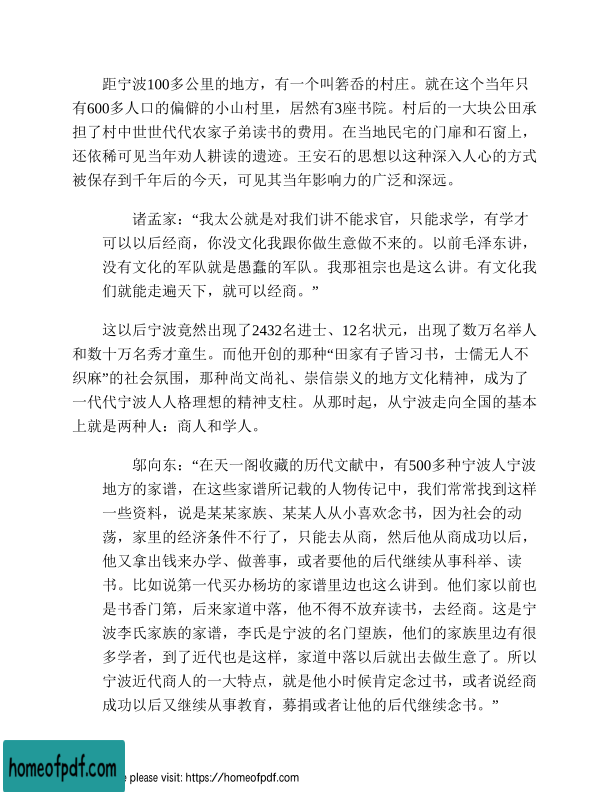 距宁波100多公里的地方，有一个叫箬岙的村庄。就在这个当年只
有600多人口的偏僻的小山村里，居然有3座书院。村后的一大块公田承
担了村中世世代代农家子弟读书的费用。在当地民宅的门扉和石窗上，
还依稀可见当年劝人耕读的遗迹。王安石的思想以这种深入人心的方式
被保存到千年后的今天，可见其当年影响力的广泛和深远。
诸孟家：“我太公就是对我们讲不能求官，只能求学，有学才
可以以后经商，你没文化我跟你做生意做不来的。以前毛泽东讲，
没有文化的军队就是愚蠢的军队。我那祖宗也是这么讲。有文化我
们就能走遍天下，就可以经商。”
这以后宁波竟然出现了2432名进士、12名状元，出现了数万名举人
和数十万名秀才童生。而他开创的那种“田家有子皆习书，士儒无人不
织麻”的社会氛围，那种尚文尚礼、崇信崇义的地方文化精神，成为了
一代代宁波人人格理想的精神支柱。从那时起，从宁波走向全国的基本
上就是两种人：商人和学人。
邬向东：“在天一阁收藏的历代文献中，有500多种宁波人宁波
地方的家谱，在这些家谱所记载的人物传记中，我们常常找到这样
一些资料，说是某某家族、某某人从小喜欢念书，因为社会的动
荡，家里的经济条件不行了，只能去从商，然后他从商成功以后，
他又拿出钱来办学、做善事，或者要他的后代继续从事科举、读
书。比如说第一代买办杨坊的家谱里边也这么讲到。他们家以前也
是书香门第，后来家道中落，他不得不放弃读书，去经商。这是宁
波李氏家族的家谱，李氏是宁波的名门望族，他们的家族里边有很
多学者，到了近代也是这样，家道中落以后就出去做生意了。所以
宁波近代商人的一大特点，就是他小时候肯定念过书，或者说经商
成功以后又继续从事教育，募捐或者让他的后代继续念书。”
homeofpdf.com
e please visit: https://homeofpdf.com